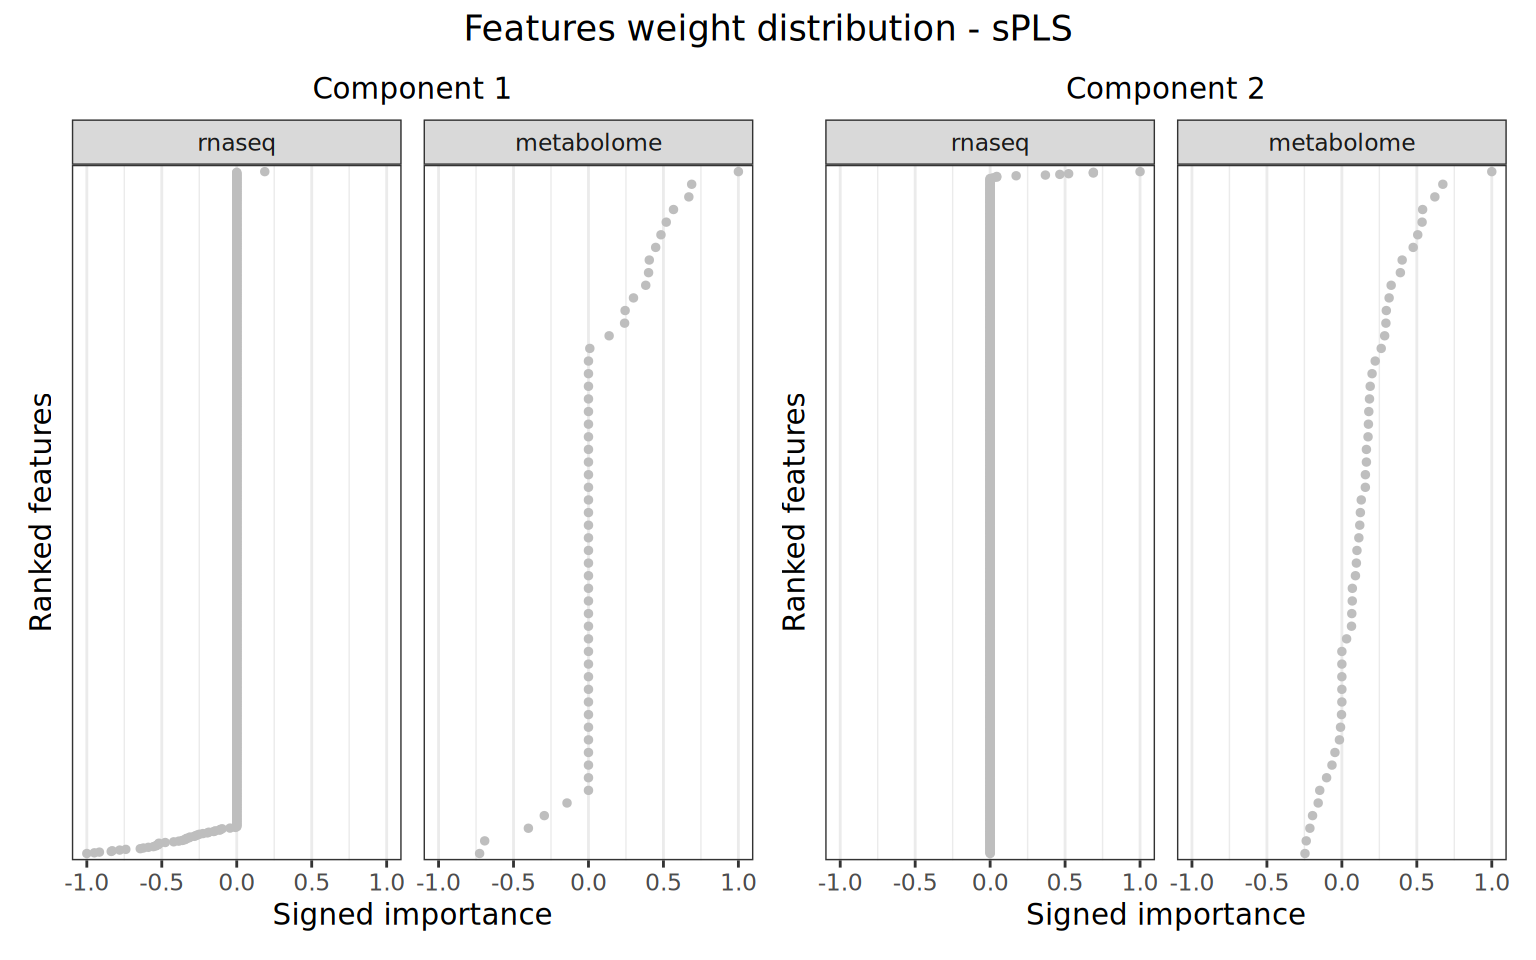 Features weight distribution - sPLS
Component 1
Component 2
rnaseq
metabolome
rnaseq
metabolome
Ranked features
Ranked features
-1.0 -0.5 0.0 0.5 1.0 -1.0 -0.5 0.0 0.5 1.0
-1.0 -0.5 0.0 0.5 1.0 -1.0 -0.5 0.0 0.5 1.0
Signed importance
Signed importance